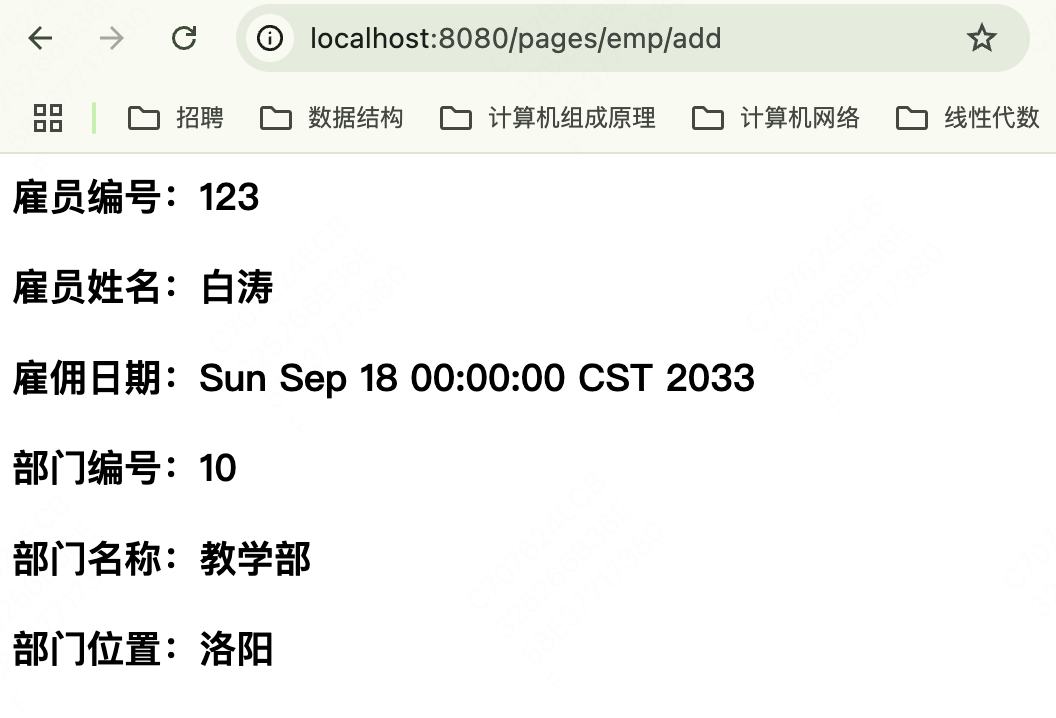 localhost:8080/pages/emp/add
招聘 数据结构 计算机组成原理 计算机网络 线性代数
雇员编号：123
雇员姓名：白涛
雇佣日期：Sun Sep 18 00:00:00 CST 2033
部门编号：10
部门名称：教学部
部门位置：洛阳